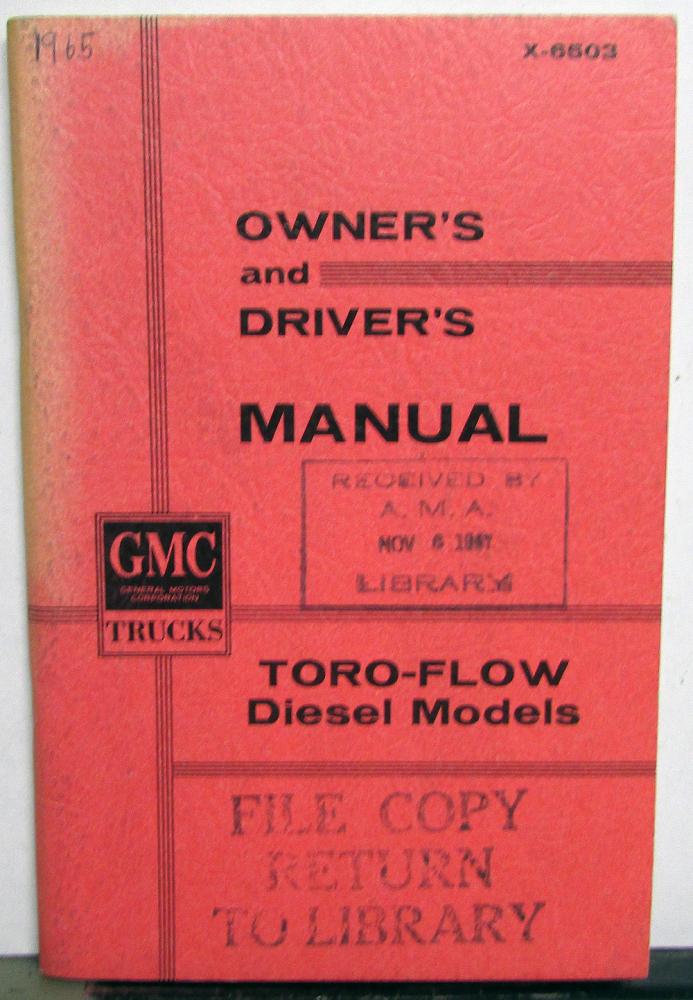 1965
X-6503
OWNER'S
and
DRIVER'S
MANUAL
RECEIVED BY
A. M. A.
NOV 6 1967
LIBRARY
GMC
GENERAL MOTORS
CORPORATION
TRUCKS
TORO-FLOW
Diesel Models
FILE COPY
RETURN
TO LIBRARY